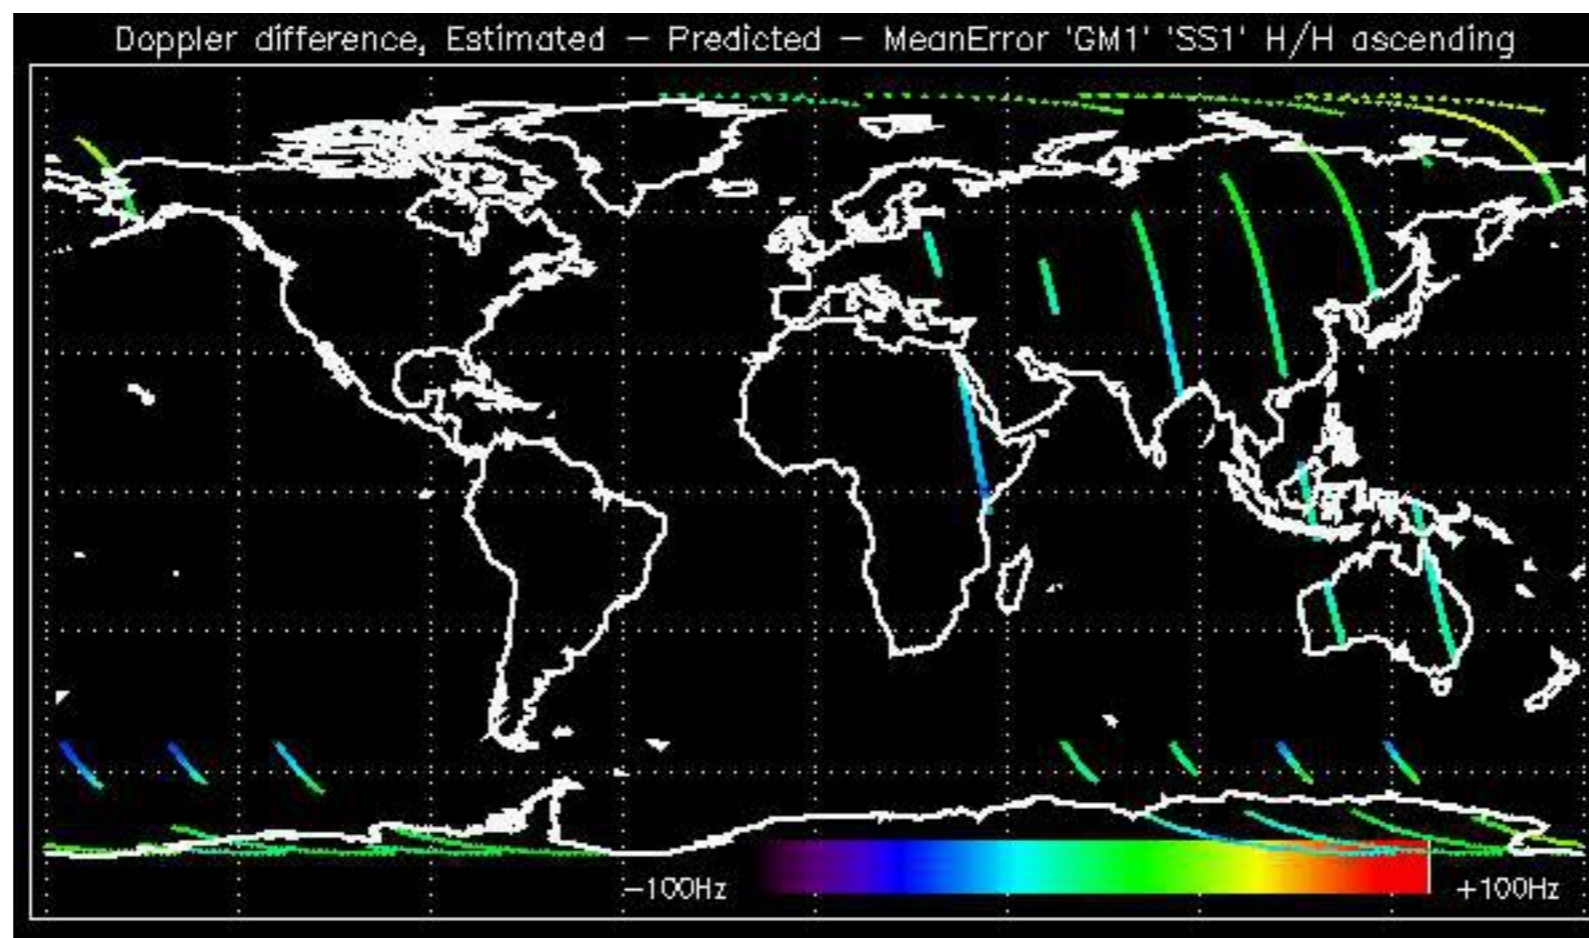 Doppler difference, Estimated – Predicted – MeanError 'GM1' 'SS1' H/H ascending
–100Hz +100Hz